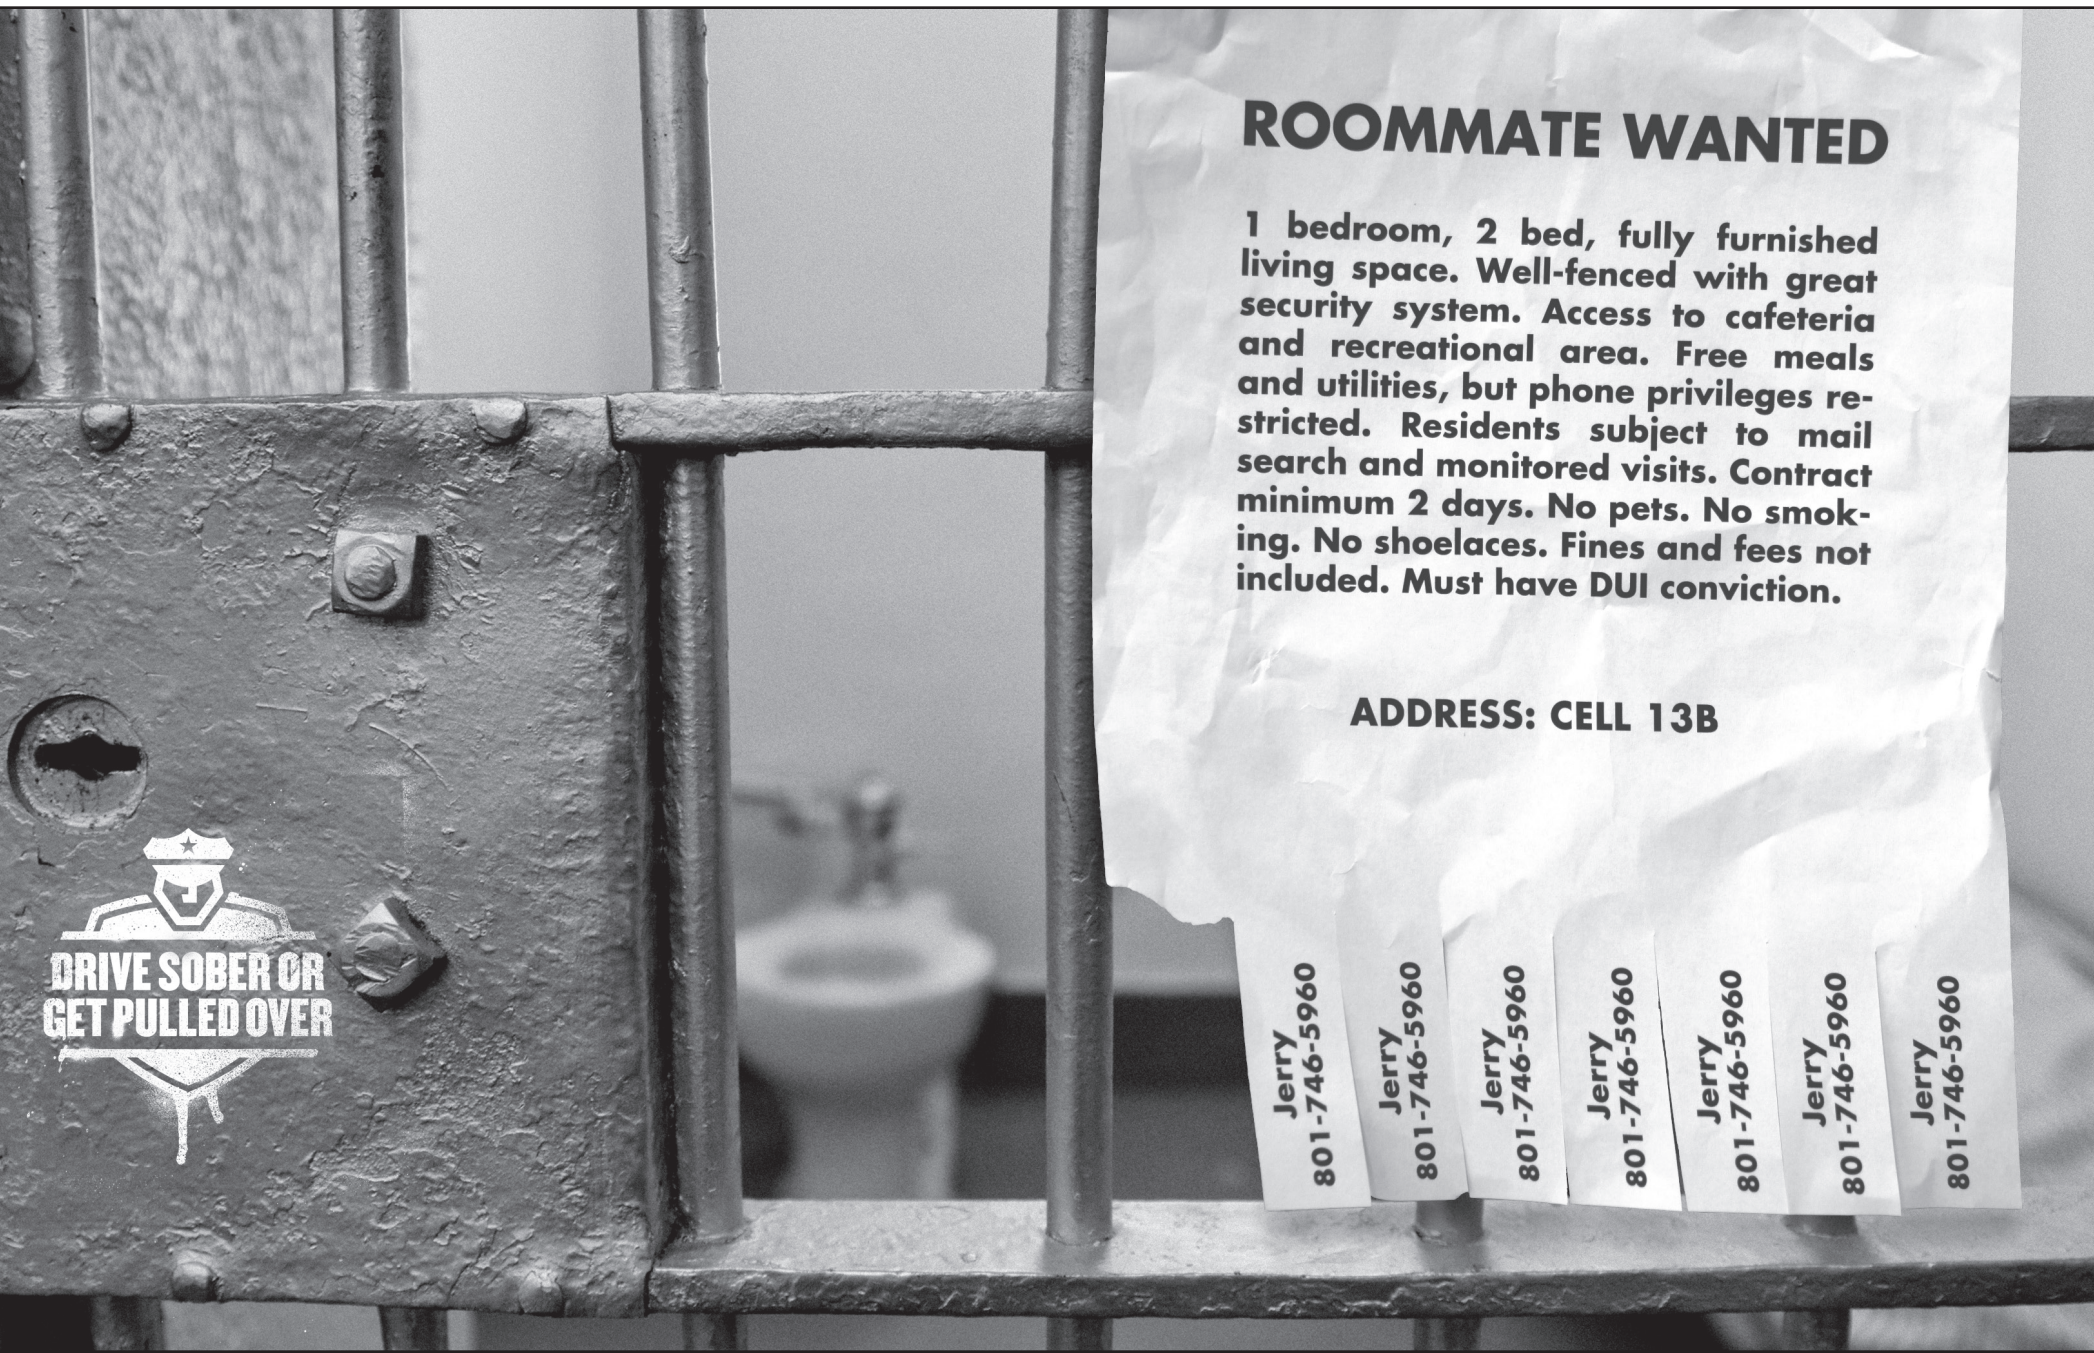 ROOMMATE WANTED
1 bedroom, 2 bed, fully furnished
living space. Well-fenced with great
security system. Access to cafeteria
and recreational area. Free meals
and utilities, but phone privileges re-
stricted. Residents subject to mail
search and monitored visits. Contract
minimum 2 days. No pets. No smok-
ing. No shoelaces. Fines and fees not
included. Must have DUI conviction.
ADDRESS: CELL 13B
Jerry
801-746-5960
Jerry
801-746-5960
Jerry
801-746-5960
Jerry
801-746-5960
Jerry
801-746-5960
Jerry
801-746-5960
Jerry
801-746-5960
DRIVE SOBER OR
GET PULLED OVER